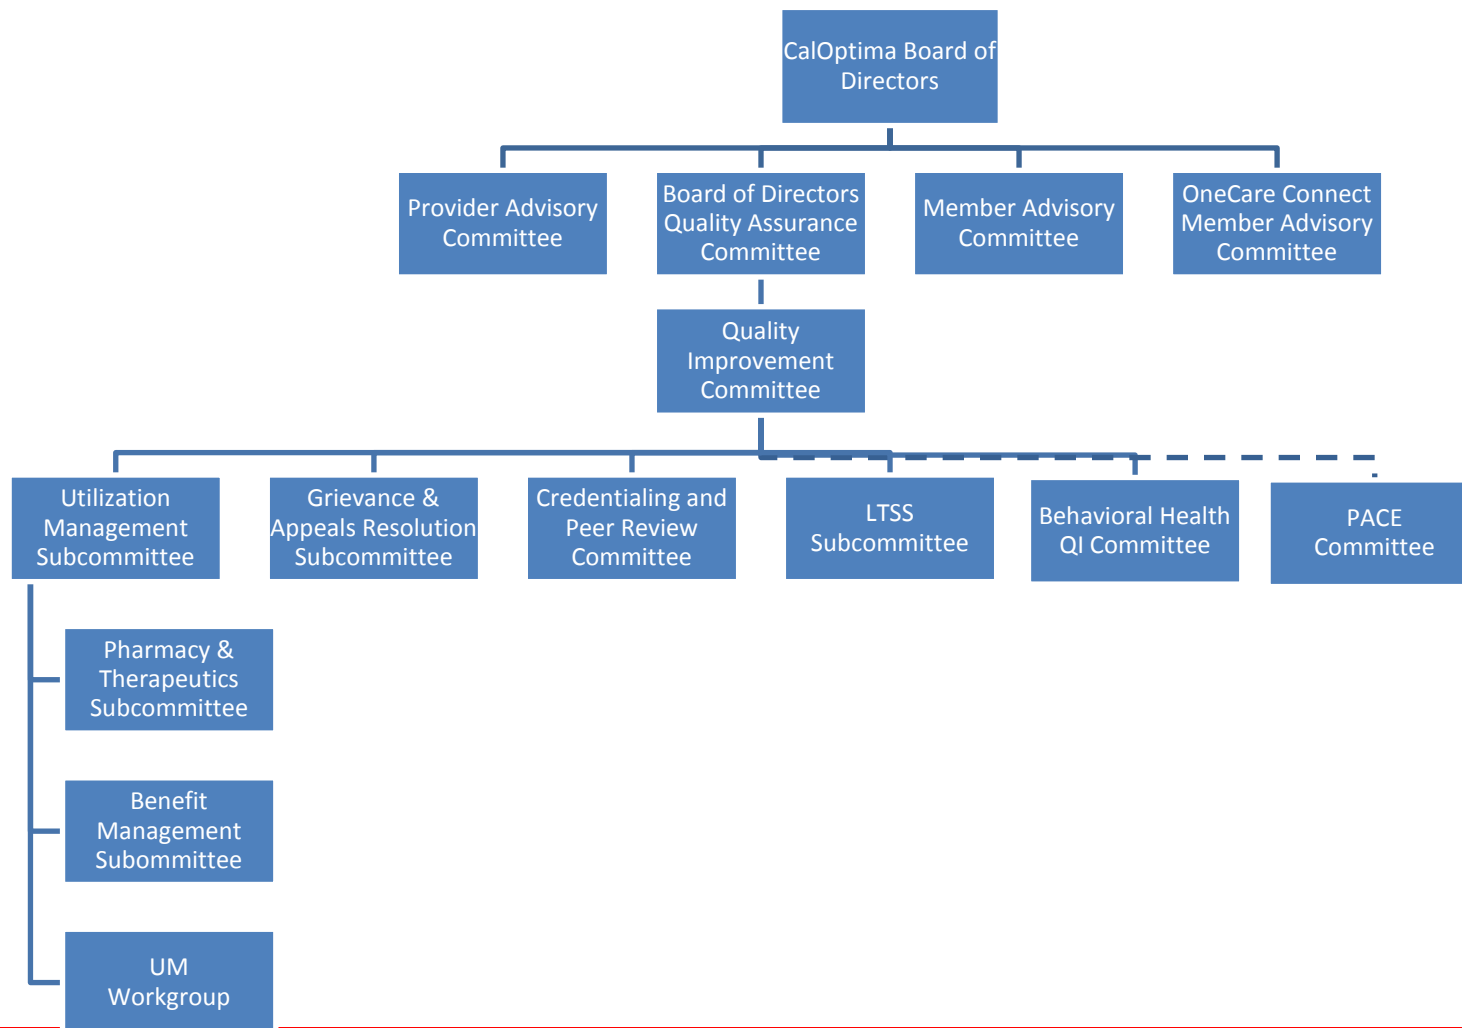 CalOptima Board of
Directors
Provider Advisory
Committee
Board of Directors
Quality Assurance
Committee
Member Advisory
Committee
OneCare Connect
Member Advisory
Committee
Quality
Improvement
Committee
Utilization
Management
Subcommittee
Grievance &
Appeals Resolution
Subcommittee
Credentialing and
Peer Review
Committee
LTSS
Subcommittee
Behavioral Health
QI Committee
PACE
Committee
Pharmacy &
Therapeutics
Subcommittee
Benefit
Management
Subommittee
UM
Workgroup